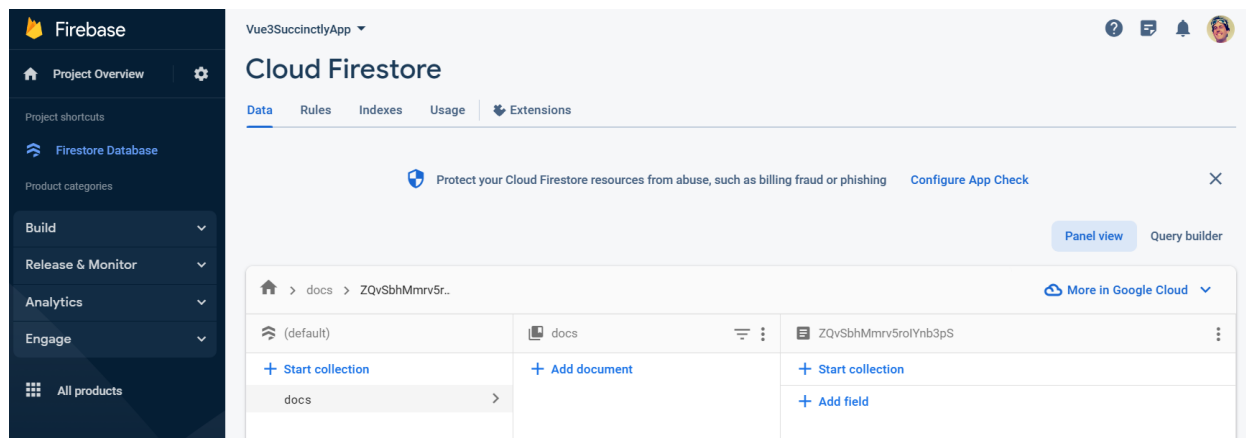 Firebase
Vue3SuccinctlyApp
Project Overview
Cloud Firestore
Data Rules Indexes Usage Extensions
Project shortcuts
Firestore Database
Product categories
Protect your Cloud Firestore resources from abuse, such as billing fraud or phishing Configure App Check
Build
Panel view Query builder
Release & Monitor
docs > ZQvSbhMmrv5r..
More in Google Cloud
Analytics
(default) docs ZQvSbhMmrv5roIYnb3pS
Engage
+ Start collection + Add document + Start collection
All products
docs
+ Add field